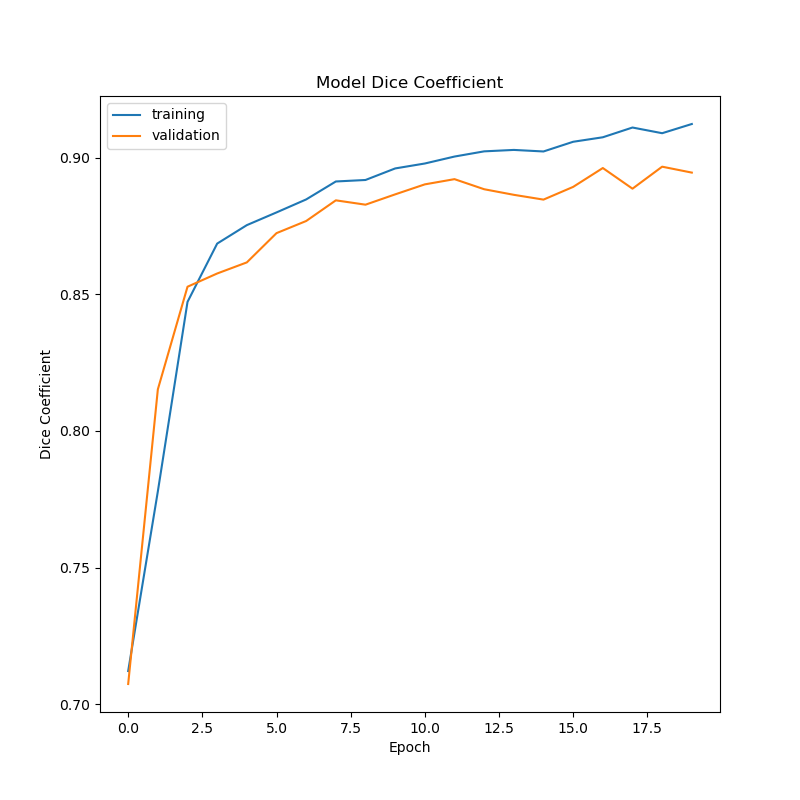 Model Dice Coefficient
training
validation
0.90
0.85
0.80
0.75
0.70
Dice Coefficient
0.0 2.5 5.0 7.5 10.0 12.5 15.0 17.5
Epoch